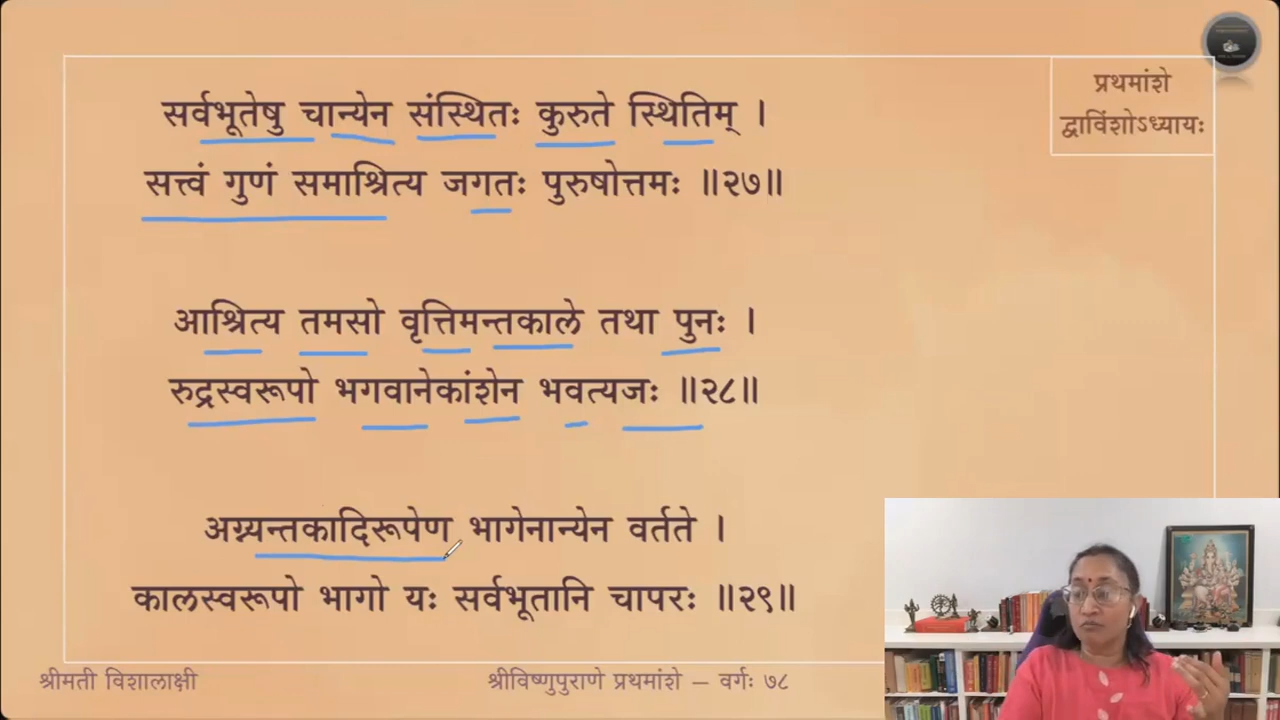 प्रथमांशे
द्वाविंशोऽध्यायः
सर्वभूतेषु चान्येन संस्थितः कुरुते स्थितिम् ।
सत्त्वं गुणं समाश्रित्य जगतः पुरुषोत्तमः ॥२७॥
आश्रित्य तमसो वृत्तिमन्तकाले तथा पुनः ।
रुद्रस्वरूपो भगवानेकांशेन भवत्यजः ॥२८॥
अग्न्यन्तकादिरूपेण भागेनान्येन वर्तते ।
कालस्वरूपो भागो यः सर्वभूतानि चापरः ॥२९॥
श्रीमती विशालाक्षी
श्रीविष्णुपुराणे प्रथमांशे – वर्गः ७८